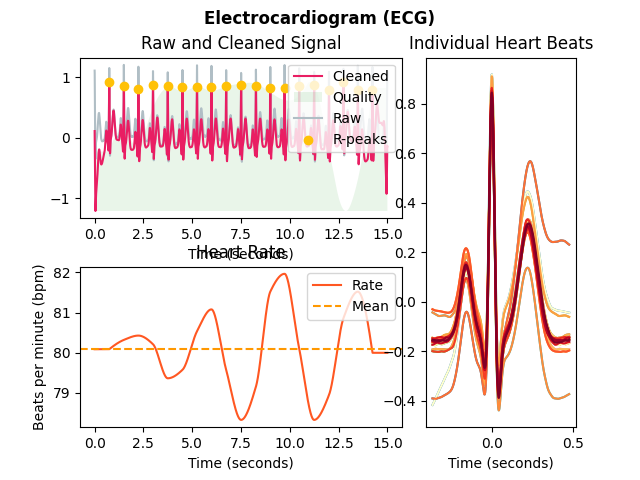 Electrocardiogram (ECG)
Raw and Cleaned Signal
1
0
−1
Cleaned
Quality
Raw
R-peaks
0.0 2.5 5.0 7.5 10.0 12.5 15.0
Time (seconds)
Heart Rate
82
81
80
79
Beats per minute (bpm)
Rate
Mean
0.0 2.5 5.0 7.5 10.0 12.5 15.0
Time (seconds)
Individual Heart Beats
0.8
0.6
0.4
0.2
0.0
−0.2
−0.4
0.0 0.5
Time (seconds)